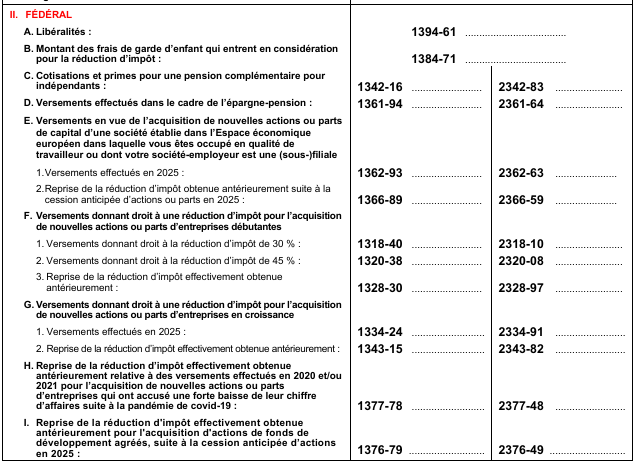 II. FÉDÉRAL
A. Libéralités : 1394-61 ....................................
B. Montant des frais de garde d'enfant qui entrent en considération
pour la réduction d'impôt : 1384-71 ....................................
C. Cotisations et primes pour une pension complémentaire pour
indépendants : 1342-16 ......................... 2342-83 .........................
D. Versements effectués dans le cadre de l'épargne-pension : 1361-94 ......................... 2361-64 .........................
E. Versements en vue de l'acquisition de nouvelles actions ou parts
de capital d'une société établie dans l'Espace économique
européen dans laquelle vous êtes occupé en qualité de
travailleur ou dont votre société-employeur est une (sous-)filiale
1.Versements effectués en 2025 : 1362-93 ......................... 2362-63 .........................
2.Reprise de la réduction d'impôt obtenue antérieurement suite à la
cession anticipée d'actions ou parts en 2025 : 1366-89 ......................... 2366-59 .........................
F. Versements donnant droit à une réduction d'impôt pour l'acquisition
de nouvelles actions ou parts d'entreprises débutantes
1. Versements donnant droit à la réduction d'impôt de 30 % : 1318-40 ......................... 2318-10 .........................
2. Versements donnant droit à la réduction d'impôt de 45 % : 1320-38 ......................... 2320-08 .........................
3. Reprise de la réduction d'impôt effectivement obtenue
antérieurement : 1328-30 ......................... 2328-97 .........................
G. Versements donnant droit à une réduction d'impôt pour l'acquisition
de nouvelles actions ou parts d'entreprises en croissance
1. Versements effectués en 2025 : 1334-24 ......................... 2334-91 .........................
2. Reprise de la réduction d'impôt effectivement obtenue antérieurement : 1343-15 ......................... 2343-82 .........................
H. Reprise de la réduction d'impôt effectivement obtenue
antérieurement relative à des versements effectués en 2020 et/ou
2021 pour l'acquisition de nouvelles actions ou parts
d'entreprises qui ont accusé une forte baisse de leur chiffre
d'affaires suite à la pandémie de covid-19 : 1377-78 ......................... 2377-48 .........................
I. Reprise de la réduction d'impôt effectivement obtenue
antérieurement pour l'acquisition d'actions de fonds de
développement agréés, suite à la cession anticipée d'actions
en 2025 : 1376-79 ......................... 2376-49 .........................